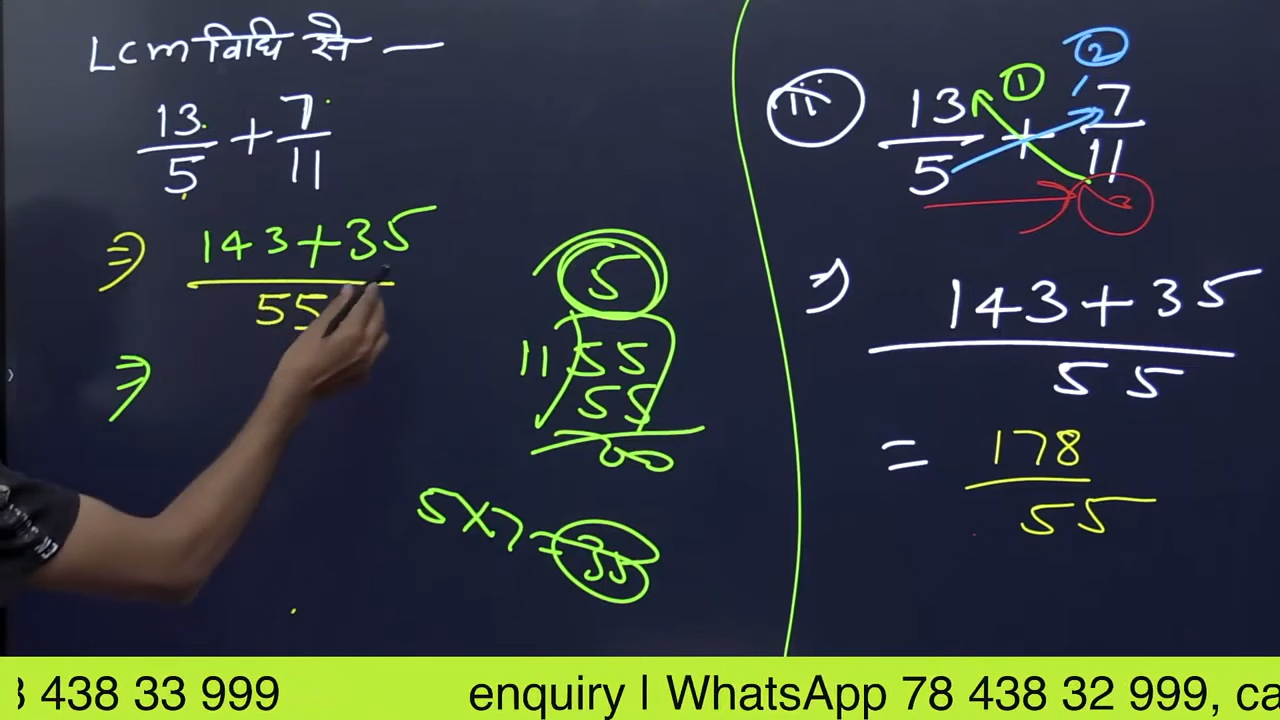 Lcm विधि से —
13/5 + 7/11
⇒ 143+35/55
⇒
5
11 55
55
00
5×7=35
ii 13/5 + 7/11
① ②
⇒ 143+35/55
= 178/55
438 33 999 enquiry | WhatsApp 78 438 32 999, ca